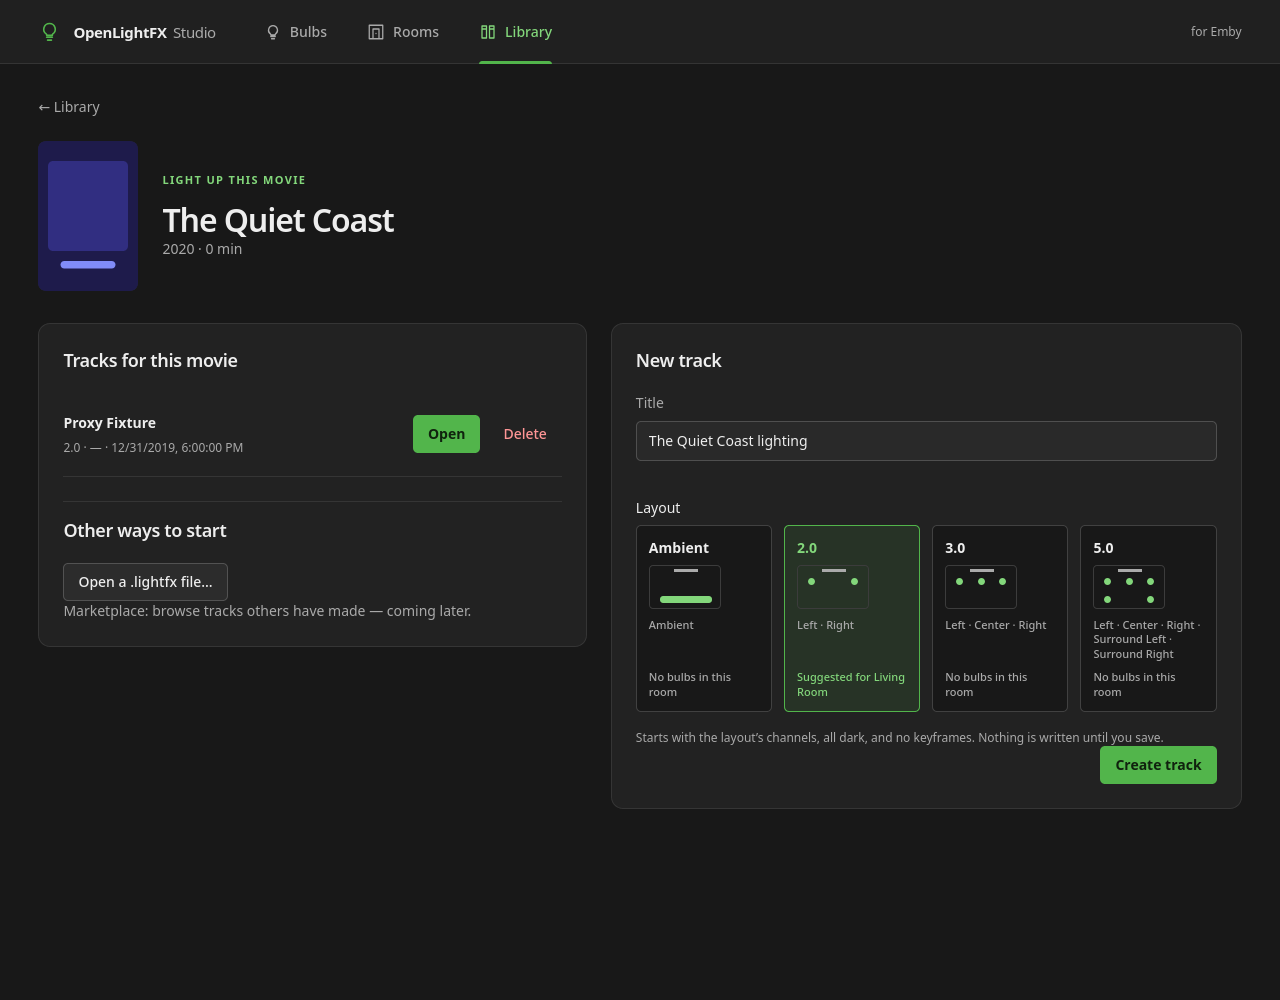 OpenLightFX Studio
Bulbs
Rooms
Library
for Emby
← Library
LIGHT UP THIS MOVIE
The Quiet Coast
2020 · 0 min
Tracks for this movie
Proxy Fixture
2.0 · — · 12/31/2019, 6:00:00 PM
Open
Delete
Other ways to start
Open a .lightfx file…
Marketplace: browse tracks others have made — coming later.
New track
Title
The Quiet Coast lighting
Layout
Ambient
Ambient
No bulbs in this
room
2.0
Left · Right
Suggested for Living
Room
3.0
Left · Center · Right
No bulbs in this
room
5.0
Left · Center · Right ·
Surround Left ·
Surround Right
No bulbs in this
room
Starts with the layout’s channels, all dark, and no keyframes. Nothing is written until you save.
Create track